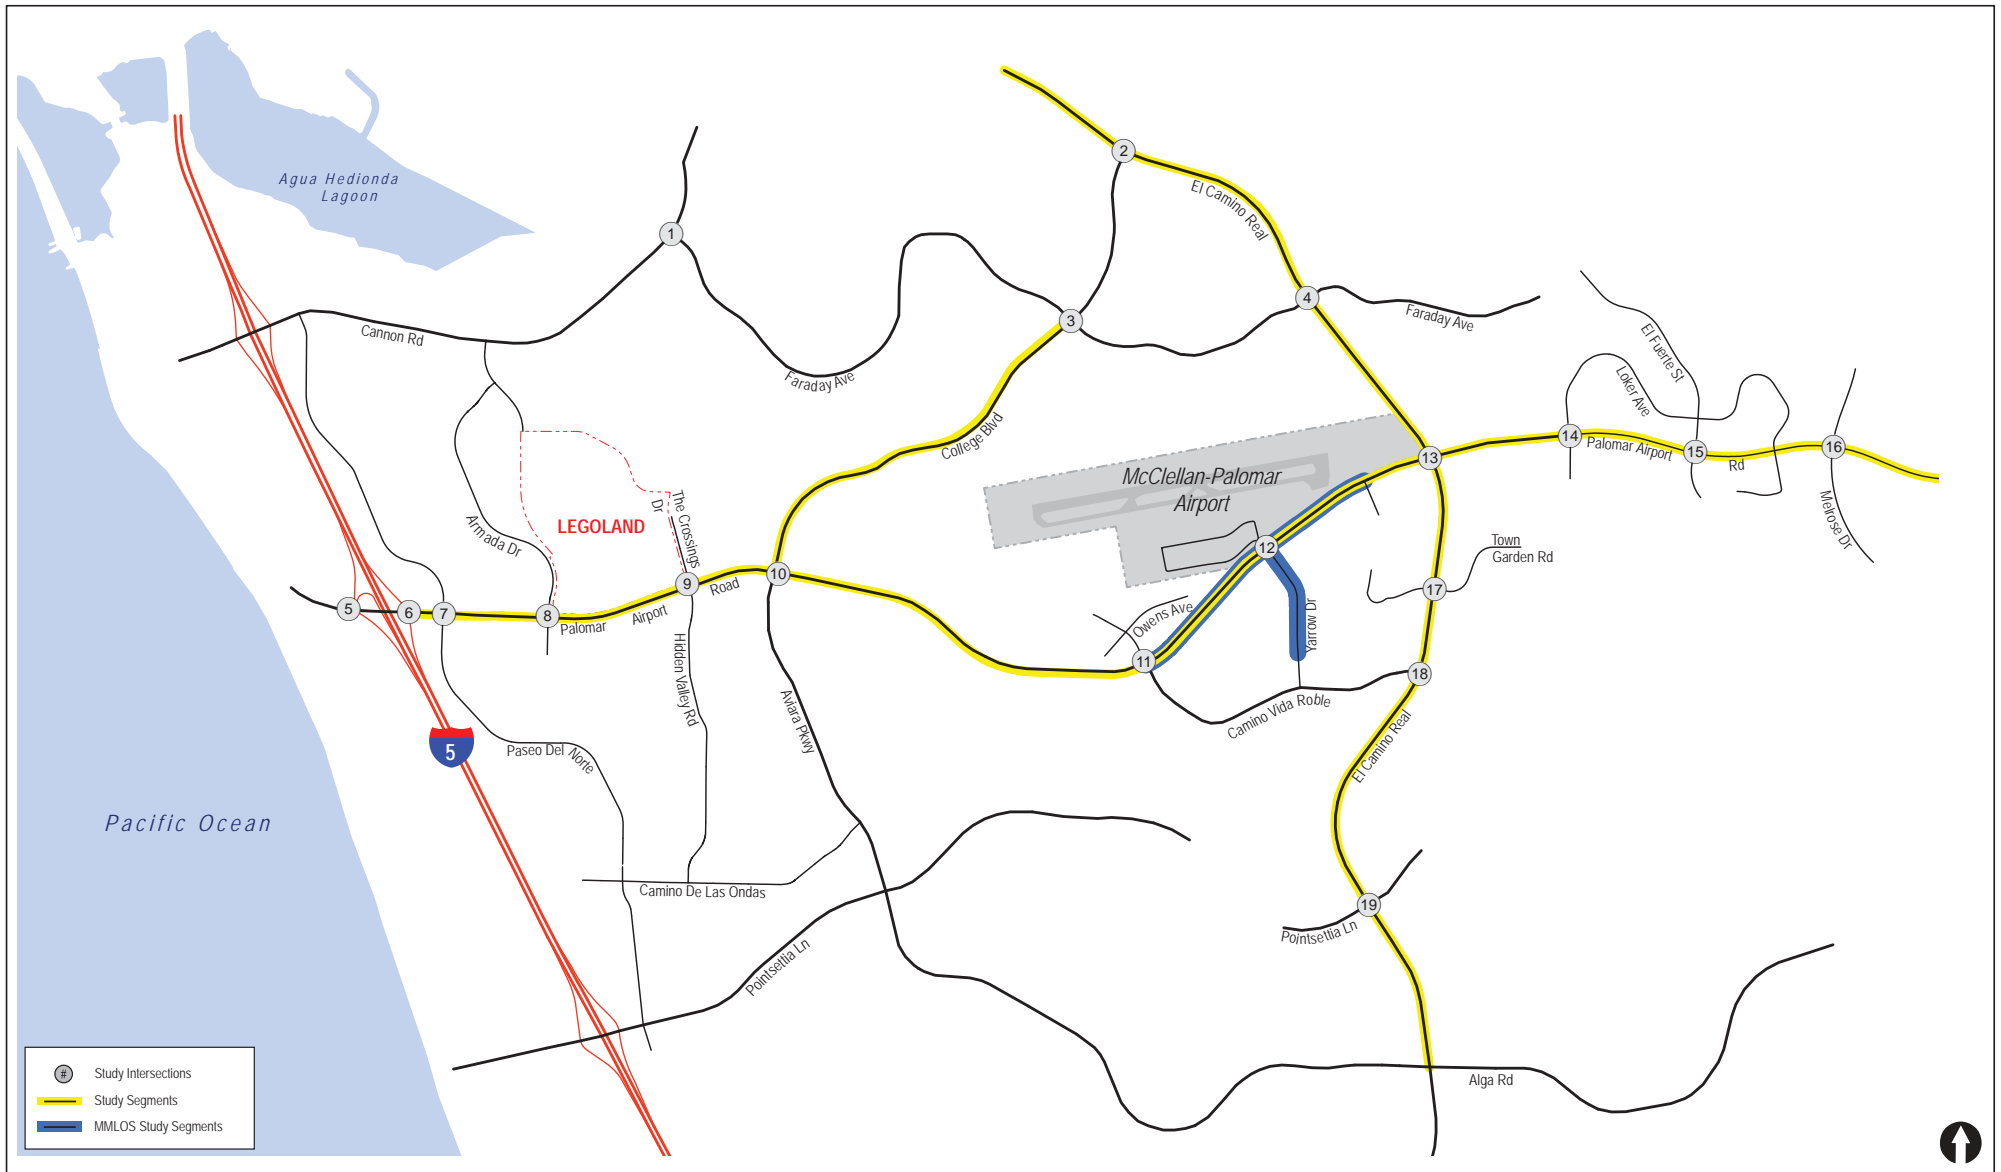 Agua Hedionda
Lagoon
2
El Camino Real
1
4
3
Faraday Ave
Cannon Rd
Faraday Ave
El Fuerte St
Loker Ave
College Blvd
14
Palomar Airport
15
Rd
16
13
McClellan-Palomar
Airport
Melrose Dr
The Crossings
Dr
LEGOLAND
Armada Dr
12
Town
Garden Rd
10
9
Road
17
5
6
7
8
Palomar
Airport
Owens Ave
Yarrow Dr
11
Hidden Valley Rd
18
Aviara Pkwy
Camino Vida Roble
El Camino Real
5
Paseo Del Norte
Pacific Ocean
Camino De Las Ondas
19
Pointsettia Ln
Pointsettia Ln
Alga Rd
# Study Intersections
Study Segments
MMLOS Study Segments